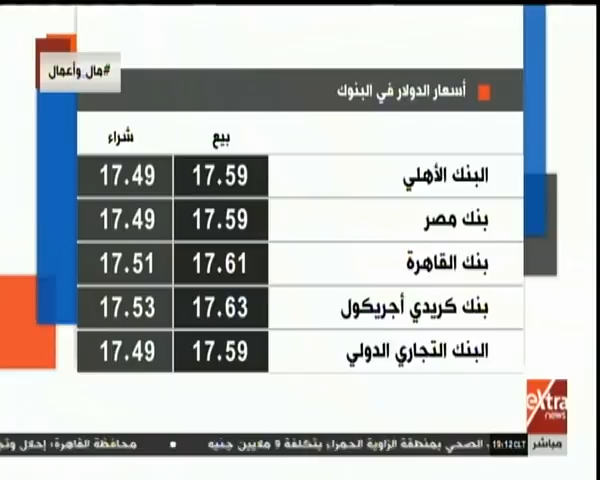 #مال_وأعمال
أسعار الدولار في البنوك
بيع شراء
البنك الأهلي 17.59 17.49
بنك مصر 17.59 17.49
بنك القاهرة 17.61 17.51
بنك كريدي أجريكول 17.63 17.53
البنك التجاري الدولي 17.59 17.49
eXtra
news
مباشر
19:12CLT
الصحي بمنطقة الزاوية الحمراء بتكلفة 9 ملايين جنيه ■ محافظة القاهرة: إحلال